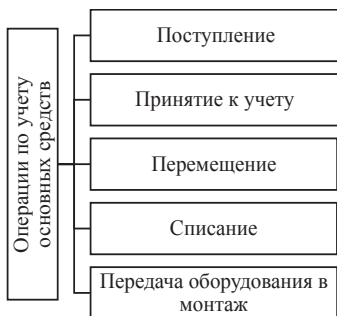 Операции по учету
основных средств
Поступление
Принятие к учету
Перемещение
Списание
Передача оборудования в
монтаж